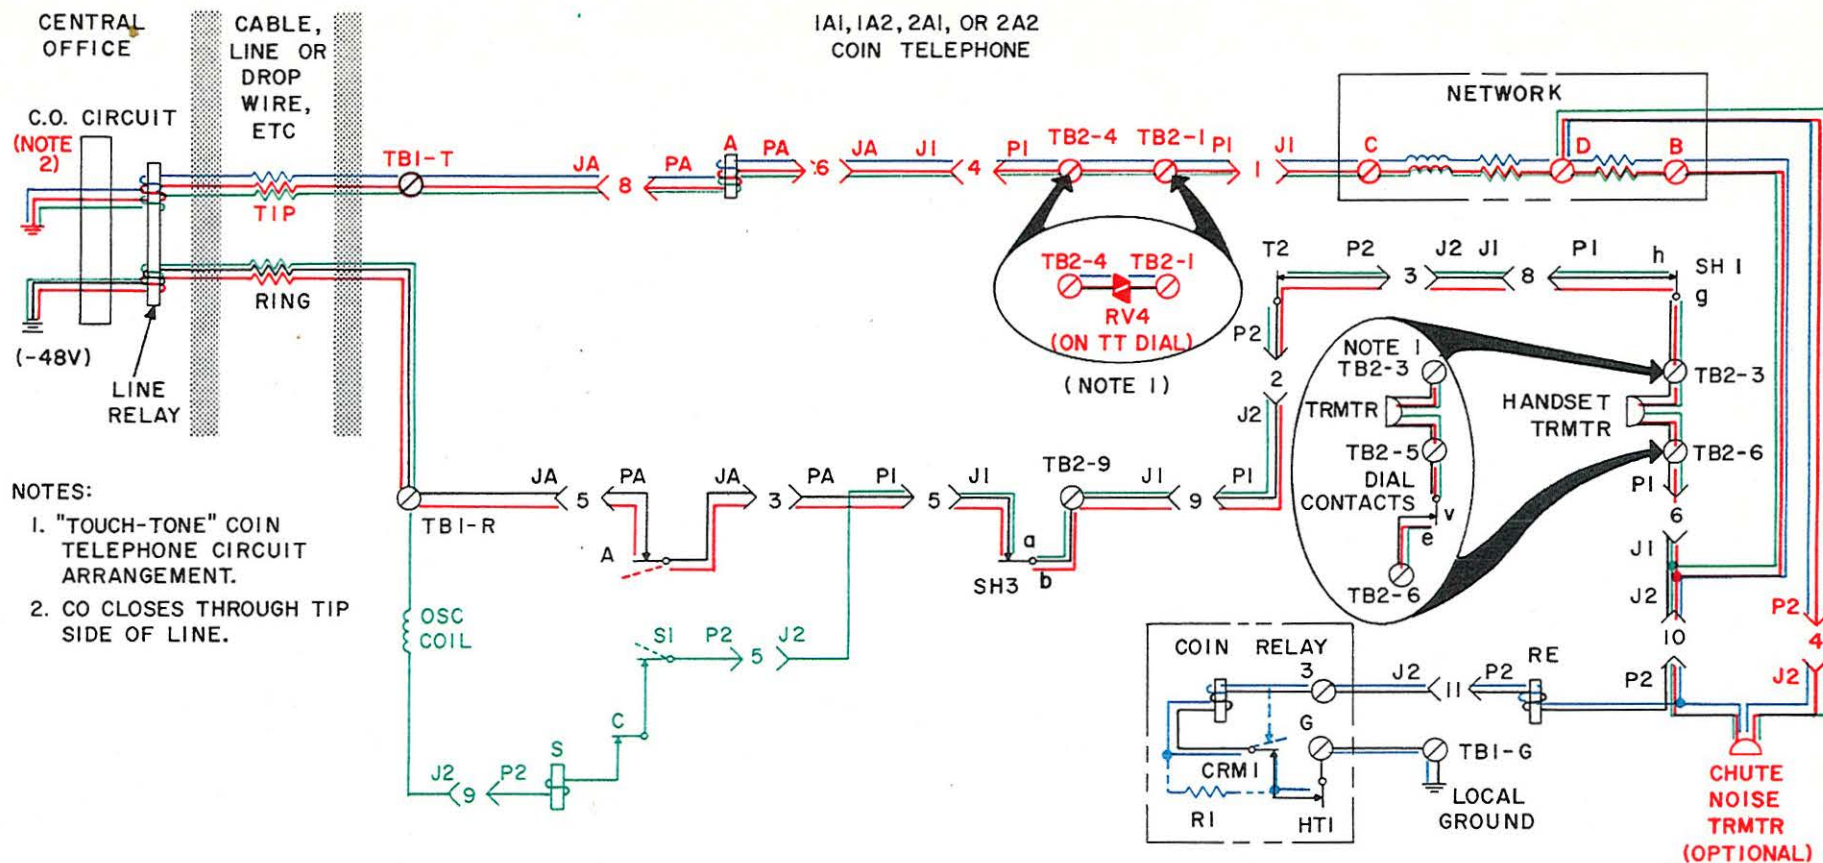 CENTRAL
OFFICE
CABLE,
LINE OR
DROP
WIRE,
ETC
1A1, 1A2, 2A1, OR 2A2
COIN TELEPHONE
C.O. CIRCUIT
(NOTE
2)
TIP
TB1-T
JA
8
PA
A
PA
6
JA
J1
4
P1
TB2-4
TB2-1
P1
1
J1
NETWORK
C
D
B
RING
(-48V)
LINE
RELAY
TB2-4
TB2-1
RV4
(ON TT DIAL)
(NOTE 1)
T2
P2
J2
J1
3
8
P1
h
SH 1
g
P2
2
J2
NOTE 1
TB2-3
TRMTR
TB2-5
DIAL
CONTACTS
v
e
TB2-6
TB2-3
HANDSET
TRMTR
TB2-6
P1
6
J1
J2
10
P2
P2
4
J2
NOTES:
1. "TOUCH-TONE" COIN
TELEPHONE CIRCUIT
ARRANGEMENT.
2. CO CLOSES THROUGH TIP
SIDE OF LINE.
TB1-R
JA
5
PA
A
JA
3
PA
P1
5
J1
SH3
a
b
TB2-9
J1
9
P1
OSC
COIL
J2
9
P2
S
C
S1
P2
5
J2
COIN RELAY
3
J2
11
P2
RE
G
CRM1
R1
HT1
TB1-G
LOCAL
GROUND
CHUTE
NOISE
TRMTR
(OPTIONAL)